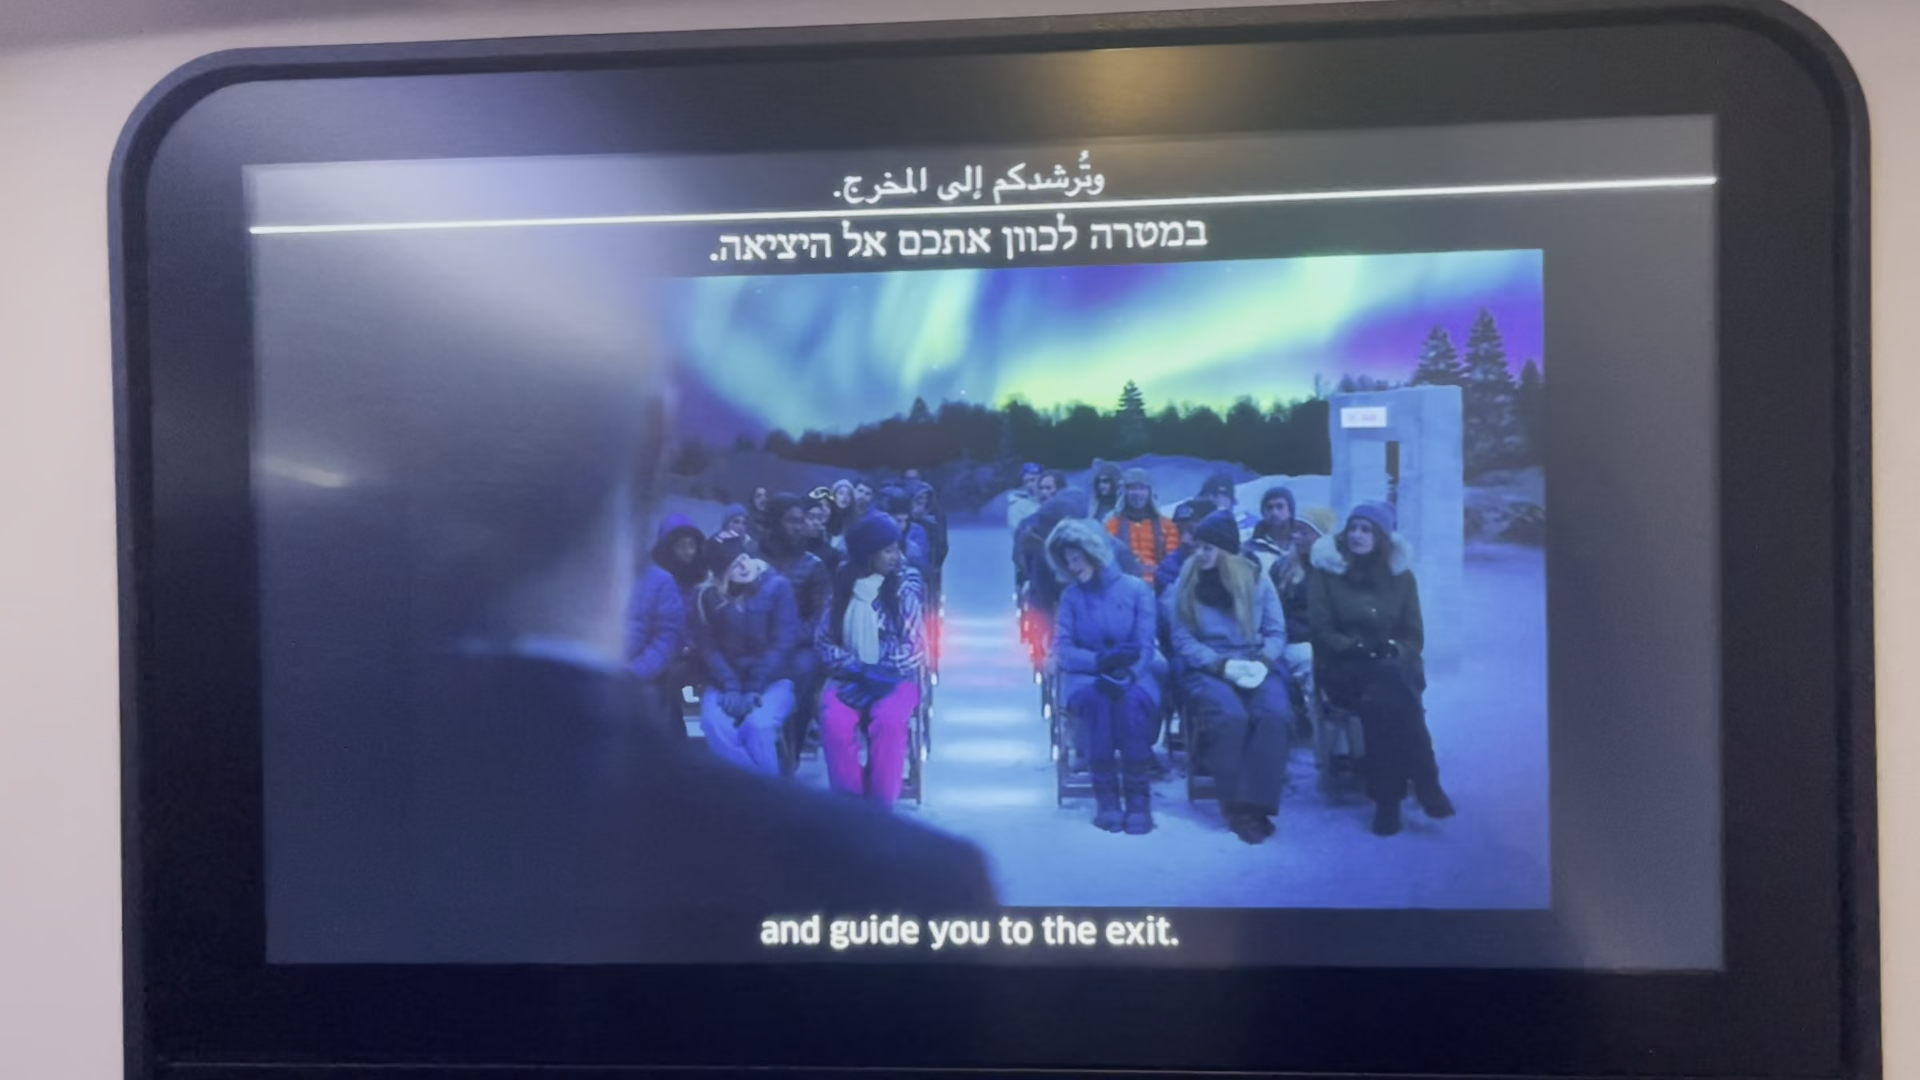 وتُرشدكم إلى المخرج.
במטרה לכוון אתכם אל היציאה.
and guide you to the exit.